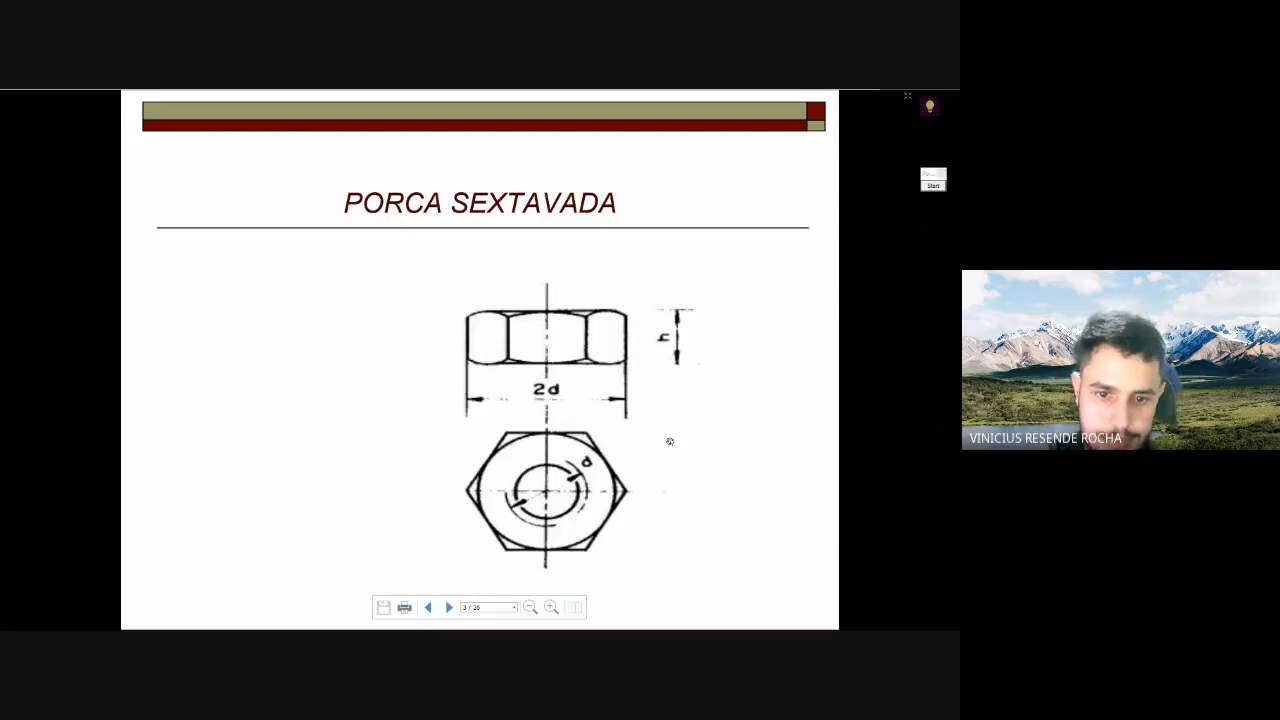 PORCA SEXTAVADA
h
2d
d
3 / 26
Start
VINICIUS RESENDE ROCHA